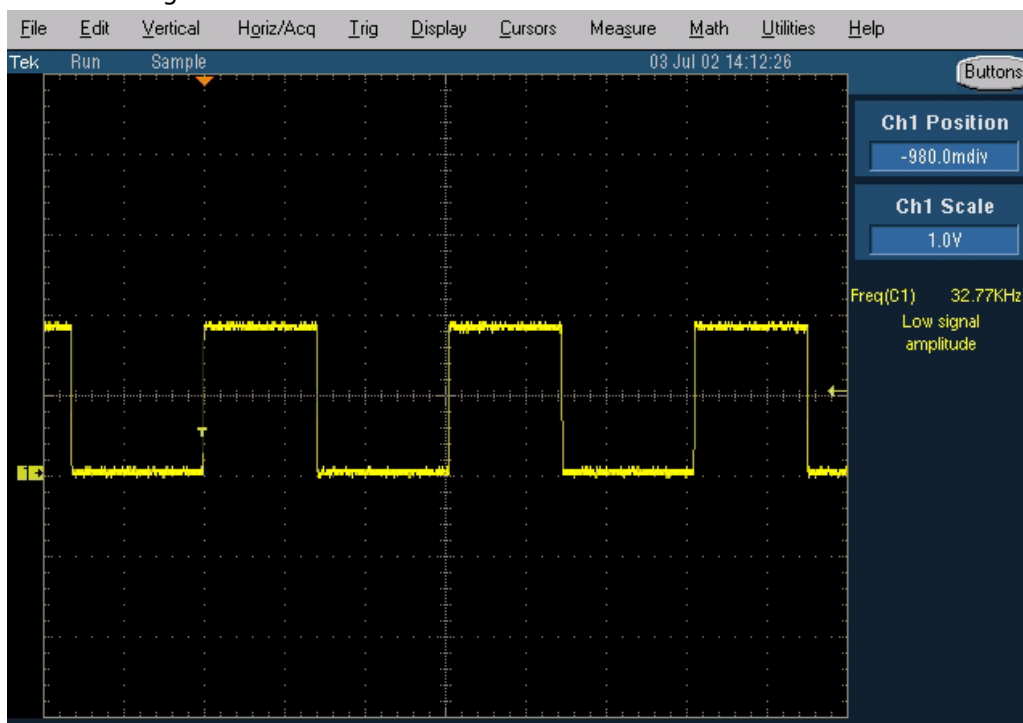 File Edit Vertical Horiz/Acq Trig Display Cursors Measure Math Utilities Help
Tek Run Sample 03 Jul 02 14:12:26
Buttons
Ch1 Position
-980.0mdiv
Ch1 Scale
1.0V
Freq(C1) 32.77KHz
Low signal
amplitude
T
1